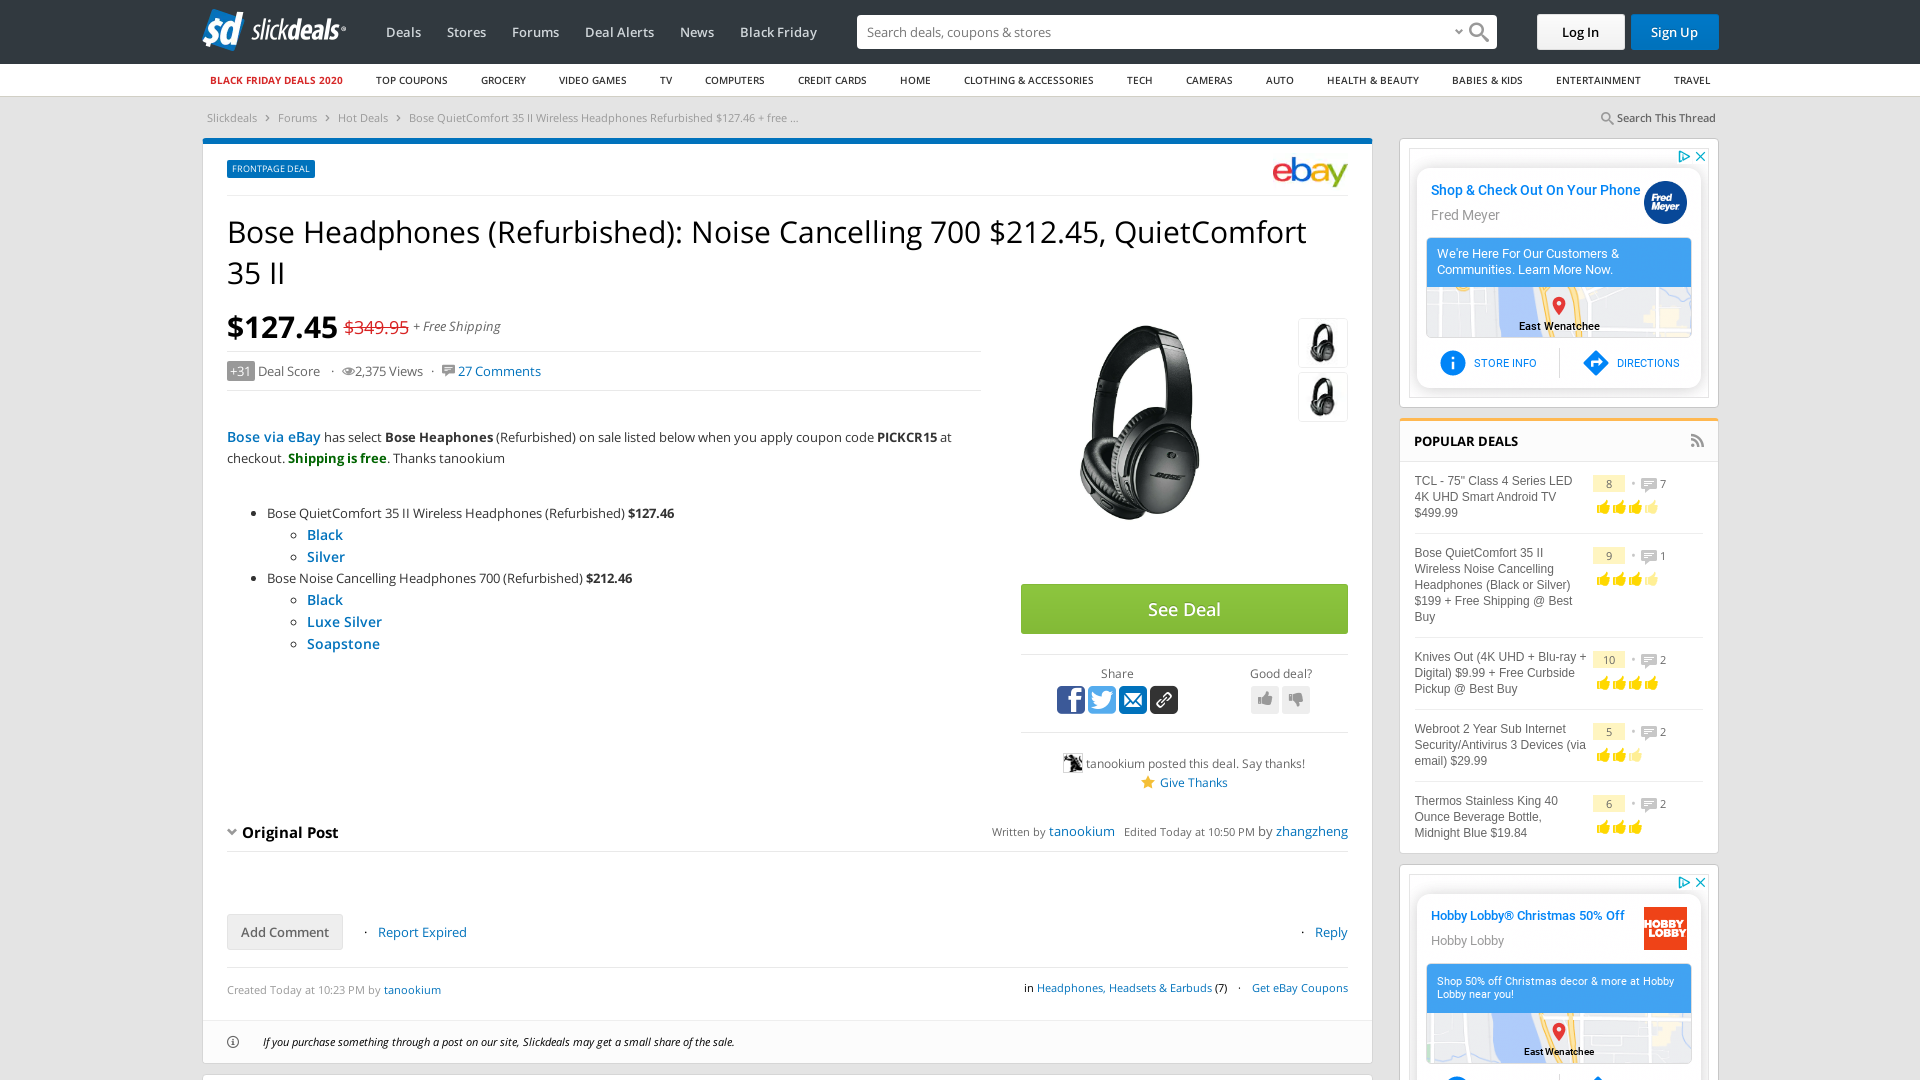 sd slickdeals
Deals
Stores
Forums
Deal Alerts
News
Black Friday
Search deals, coupons & stores
Log In
Sign Up
BLACK FRIDAY DEALS 2020
TOP COUPONS
GROCERY
VIDEO GAMES
TV
COMPUTERS
CREDIT CARDS
HOME
CLOTHING & ACCESSORIES
TECH
CAMERAS
AUTO
HEALTH & BEAUTY
BABIES & KIDS
ENTERTAINMENT
TRAVEL
Slickdeals › Forums › Hot Deals › Bose QuietComfort 35 II Wireless Headphones Refurbished $127.46 + free ...
Search This Thread
FRONTPAGE DEAL
ebay
Bose Headphones (Refurbished): Noise Cancelling 700 $212.45, QuietComfort
35 II
$127.45 $349.95 + Free Shipping
+31 Deal Score · 2,375 Views · 27 Comments
Bose via eBay has select Bose Heaphones (Refurbished) on sale listed below when you apply coupon code PICKCR15 at
checkout. Shipping is free. Thanks tanookium
• Bose QuietComfort 35 II Wireless Headphones (Refurbished) $127.46
Black
Silver
• Bose Noise Cancelling Headphones 700 (Refurbished) $212.46
Black
Luxe Silver
Soapstone
BOSE
See Deal
Share
Good deal?
tanookium posted this deal. Say thanks!
Give Thanks
Original Post
Written by tanookium Edited Today at 10:50 PM by zhangzheng
Add Comment
· Report Expired
· Reply
Created Today at 10:23 PM by tanookium
in Headphones, Headsets & Earbuds (7) · Get eBay Coupons
If you purchase something through a post on our site, Slickdeals may get a small share of the sale.
Shop & Check Out On Your Phone
Fred Meyer
Fred
Meyer
We're Here For Our Customers &
Communities. Learn More Now.
East Wenatchee
STORE INFO
DIRECTIONS
POPULAR DEALS
TCL - 75" Class 4 Series LED
4K UHD Smart Android TV
$499.99
8 • 7
Bose QuietComfort 35 II
Wireless Noise Cancelling
Headphones (Black or Silver)
$199 + Free Shipping @ Best
Buy
9 • 1
Knives Out (4K UHD + Blu-ray +
Digital) $9.99 + Free Curbside
Pickup @ Best Buy
10 • 2
Webroot 2 Year Sub Internet
Security/Antivirus 3 Devices (via
email) $29.99
5 • 2
Thermos Stainless King 40
Ounce Beverage Bottle,
Midnight Blue $19.84
6 • 2
Hobby Lobby® Christmas 50% Off
Hobby Lobby
HOBBY
LOBBY
Shop 50% off Christmas decor & more at Hobby
Lobby near you!
East Wenatchee